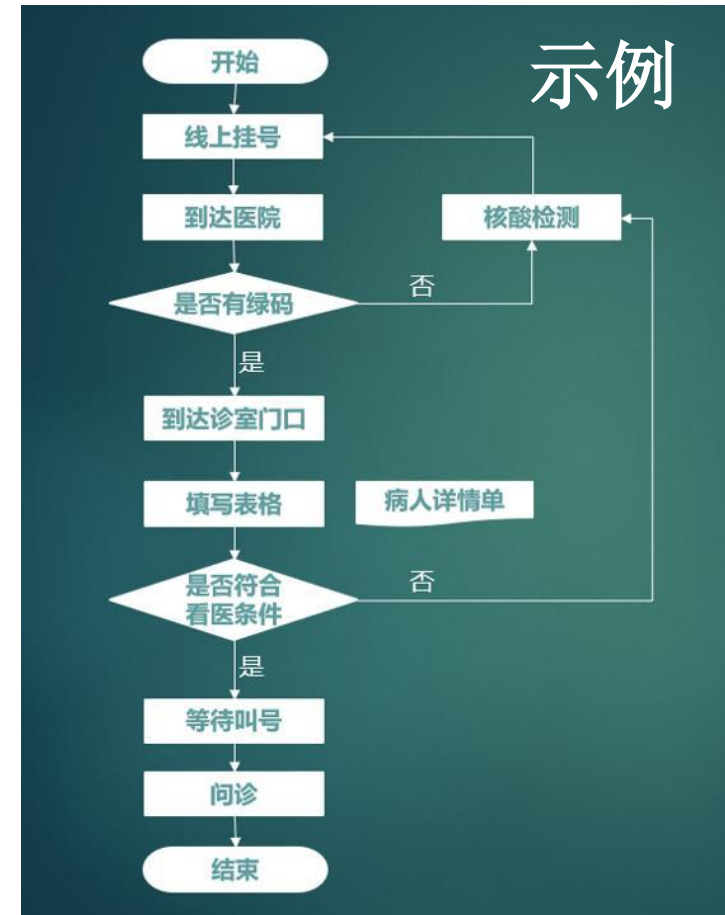 示例
开始
线上挂号
到达医院
核酸检测
是否有绿码
否
是
到达诊室门口
填写表格
病人详情单
是否符合
看医条件
否
是
等待叫号
问诊
结束